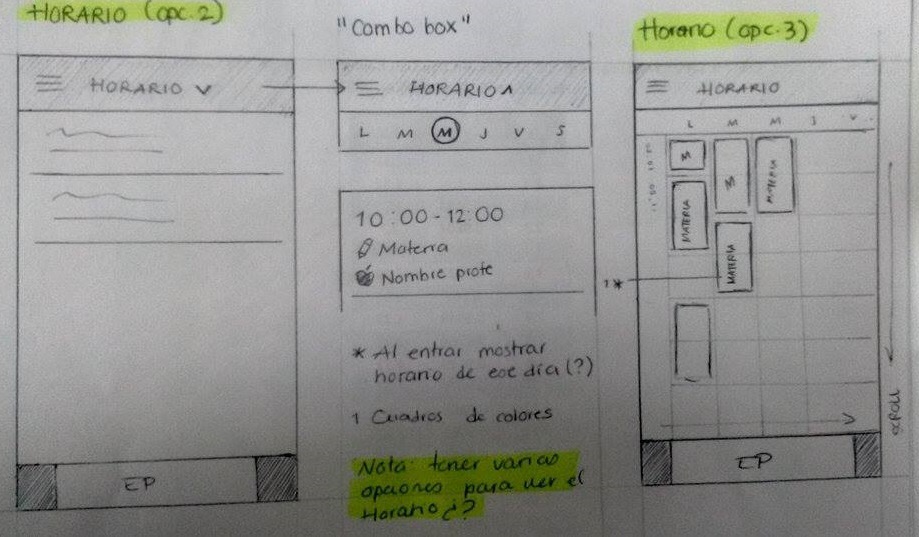 HORARIO (opc.2)
HORARIO V
EP
"Combo box"
HORARIO ʌ
L M M J V S
10:00-12:00
Materia
Nombre profe
* Al entrar mostrar
horario de ese día (?)
1 Cuadros de colores
Nota: tener varias
opciones para ver el
Horario ¿?
Horario (opc.3)
HORARIO
L M M J V
M
MATERIA
M
MATERIA
MATERIA
1*
SCROLL
EP